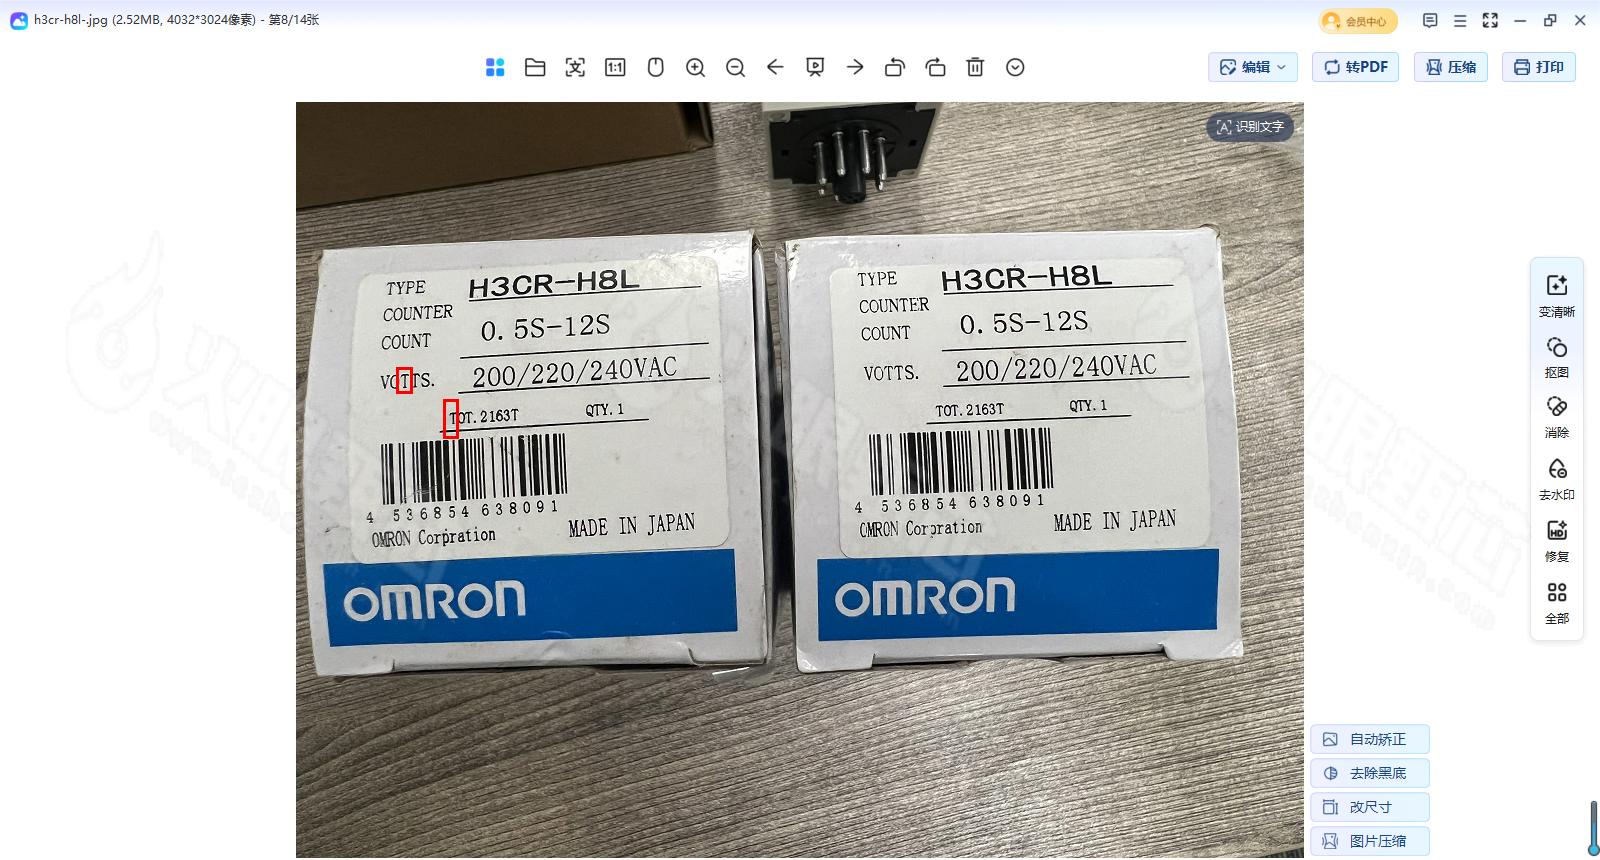 h3cr-h8l-.jpg (2.52MB, 4032*3024像素) - 第8/14张
会员中心
1:1
编辑
转PDF
压缩
打印
识别文字
TYPE H3CR-H8L
COUNTER
COUNT 0.5S-12S
VOTTS. 200/220/240VAC
TOT.2163T QTY.1
4 536854 638091
OMRON Corpration MADE IN JAPAN
OMRON
TYPE H3CR-H8L
COUNTER
COUNT 0.5S-12S
VOTTS. 200/220/240VAC
TOT.2163T QTY.1
4 536854 638091
OMRON Corpration MADE IN JAPAN
OMRON
变清晰
抠图
消除
去水印
HD
修复
全部
自动矫正
去除黑底
改尺寸
图片压缩